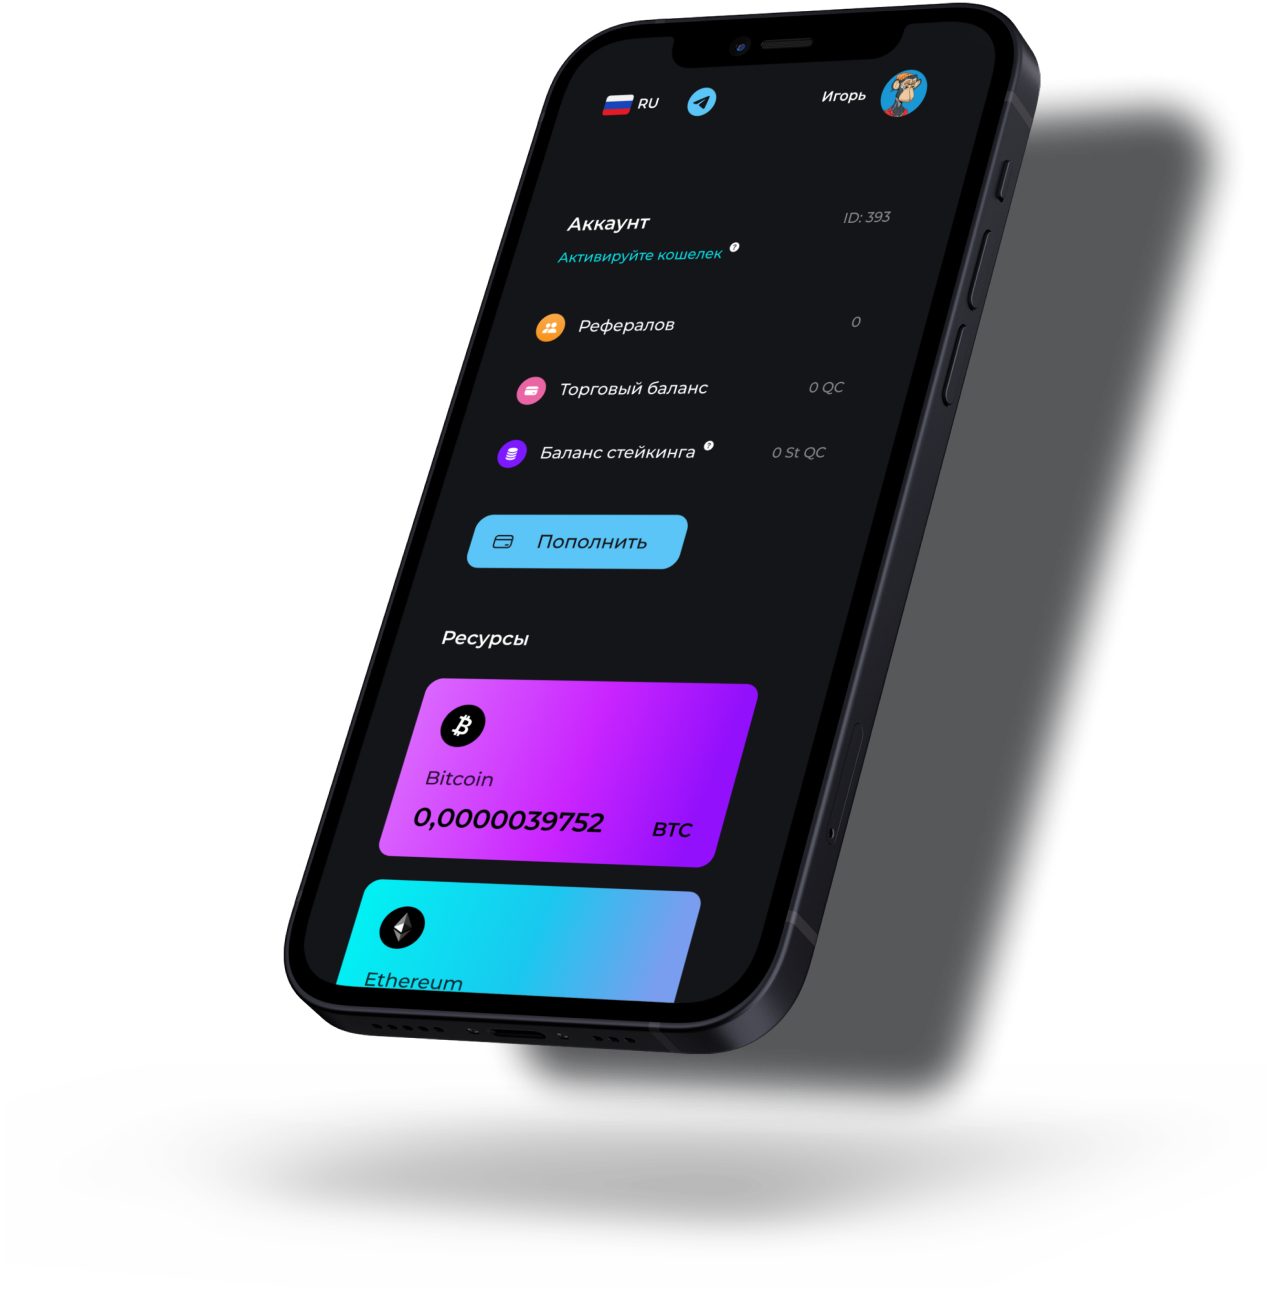 RU
Игорь
Аккаунт
ID: 393
Активируйте кошелек ?
Рефералов
0
Торговый баланс
0 QC
Баланс стейкинга ?
0 St QC
Пополнить
Ресурсы
Bitcoin
0,0000039752
BTC
Ethereum